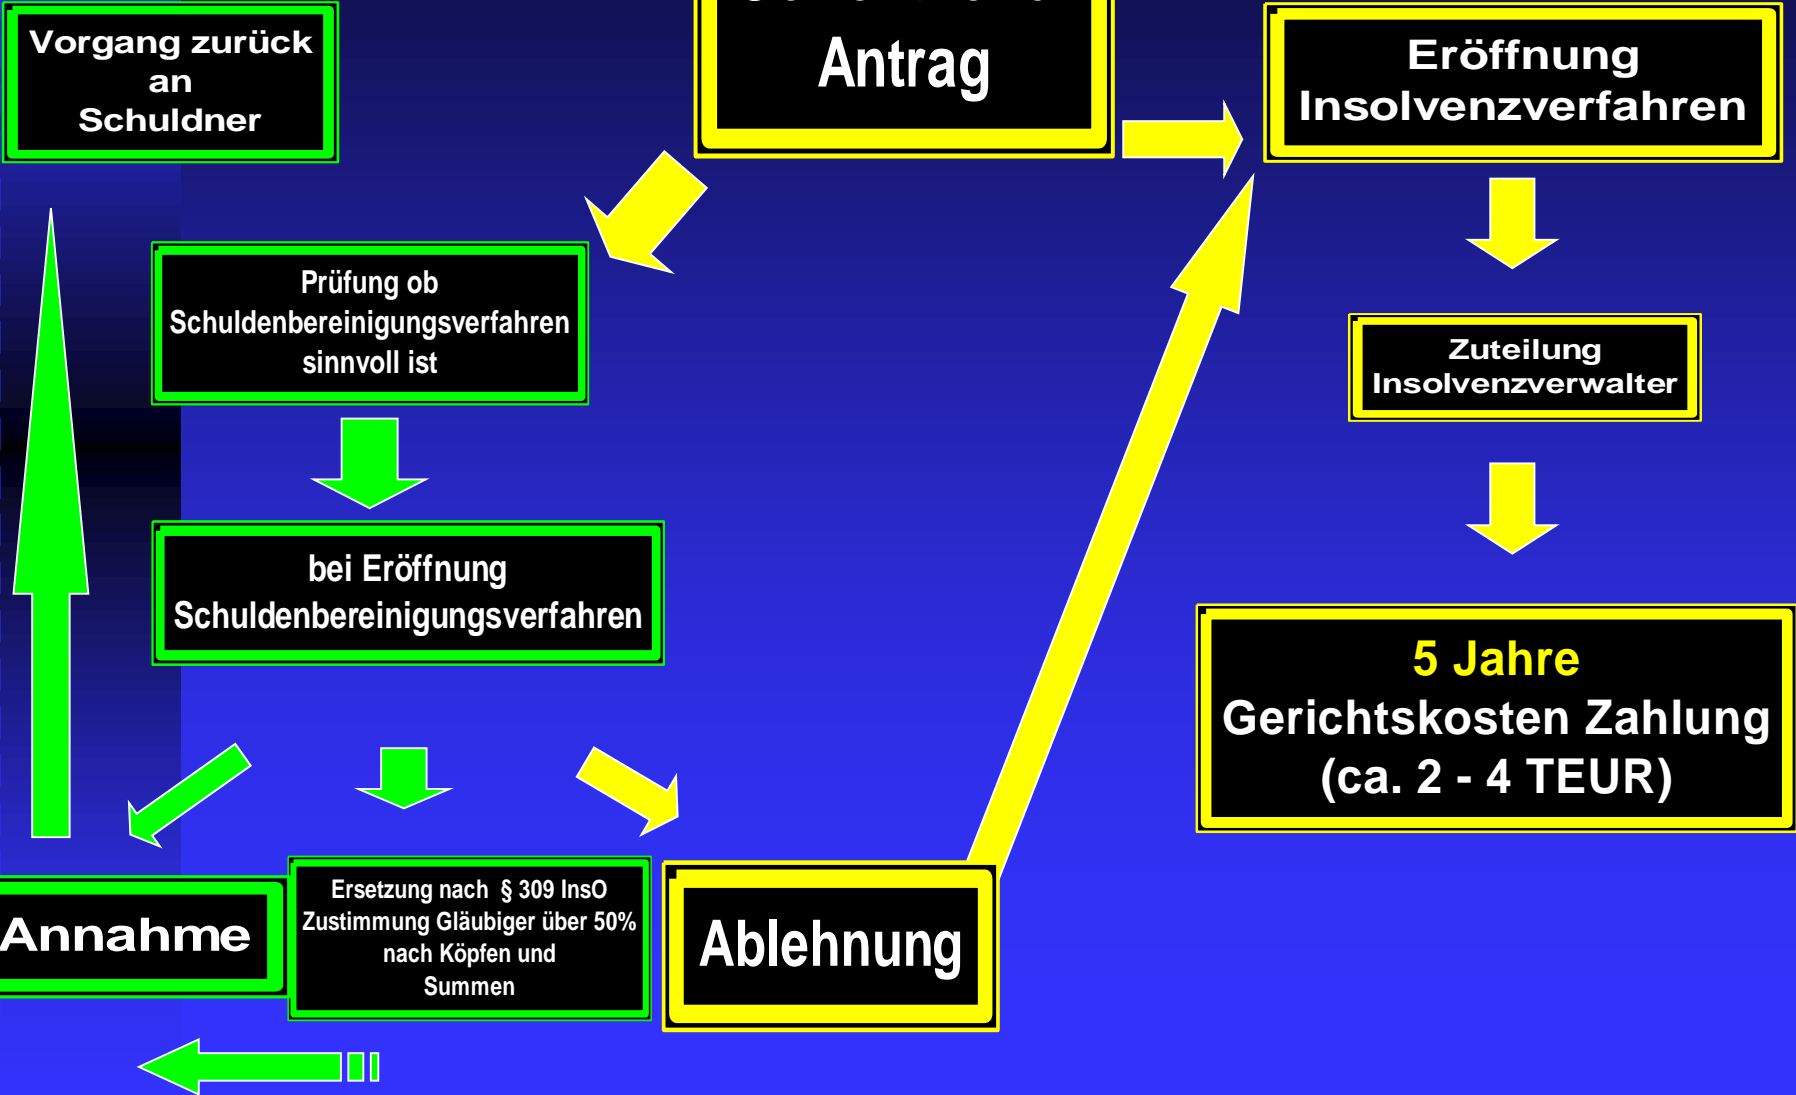 Vorgang zurück
an
Schuldner
Antrag
Eröffnung
Insolvenzverfahren
Prüfung ob
Schuldenbereinigungsverfahren
sinnvoll ist
Zuteilung
Insolvenzverwalter
bei Eröffnung
Schuldenbereinigungsverfahren
5 Jahre
Gerichtskosten Zahlung
(ca. 2 - 4 TEUR)
Annahme
Ersetzung nach § 309 InsO
Zustimmung Gläubiger über 50%
nach Köpfen und
Summen
Ablehnung